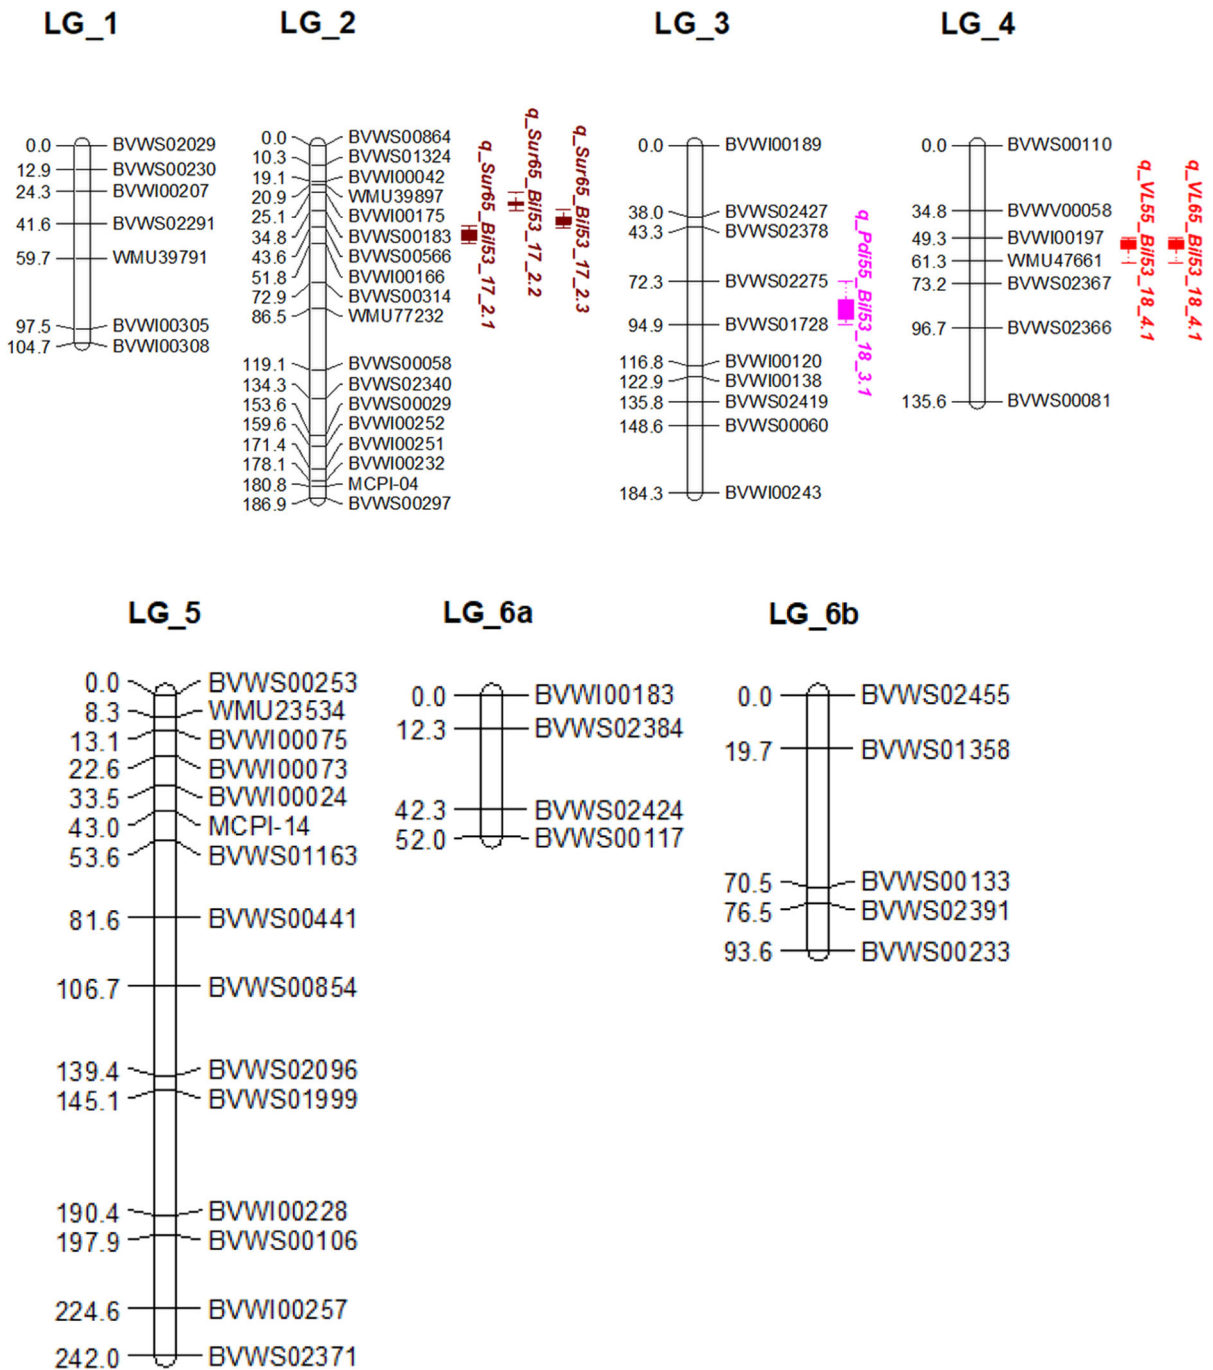 LG_1
0.0 BVWS02029
12.9 BVWS00230
24.3 BVWI00207
41.6 BVWS02291
59.7 WMU39791
97.5 BVWI00305
104.7 BVWI00308
LG_2
0.0 BVWS00864
10.3 BVWS01324
19.1 BVWI00042
20.9 WMU39897
25.1 BVWI00175
34.8 BVWS00183
43.6 BVWS00566
51.8 BVWI00166
72.9 BVWS00314
86.5 WMU77232
119.1 BVWS00058
134.3 BVWS02340
153.6 BVWS00029
159.6 BVWI00252
171.4 BVWI00251
178.1 BVWI00232
180.8 MCPI-04
186.9 BVWS00297
q_Sur65_Bil53_17_2.1
q_Sur65_Bil53_17_2.2
q_Sur65_Bil53_17_2.3
LG_3
0.0 BVWI00189
38.0 BVWS02427
43.3 BVWS02378
72.3 BVWS02275
94.9 BVWS01728
116.8 BVWI00120
122.9 BVWI00138
135.8 BVWS02419
148.6 BVWS00060
184.3 BVWI00243
q_Pdi55_Bil53_18_3.1
LG_4
0.0 BVWS00110
34.8 BVWV00058
49.3 BVWI00197
61.3 WMU47661
73.2 BVWS02367
96.7 BVWS02366
135.6 BVWS00081
q_VL55_Bil53_18_4.1
q_VL65_Bil53_18_4.1
LG_5
0.0 BVWS00253
8.3 WMU23534
13.1 BVWI00075
22.6 BVWI00073
33.5 BVWI00024
43.0 MCPI-14
53.6 BVWS01163
81.6 BVWS00441
106.7 BVWS00854
139.4 BVWS02096
145.1 BVWS01999
190.4 BVWI00228
197.9 BVWS00106
224.6 BVWI00257
242.0 BVWS02371
LG_6a
0.0 BVWI00183
12.3 BVWS02384
42.3 BVWS02424
52.0 BVWS00117
LG_6b
0.0 BVWS02455
19.7 BVWS01358
70.5 BVWS00133
76.5 BVWS02391
93.6 BVWS00233